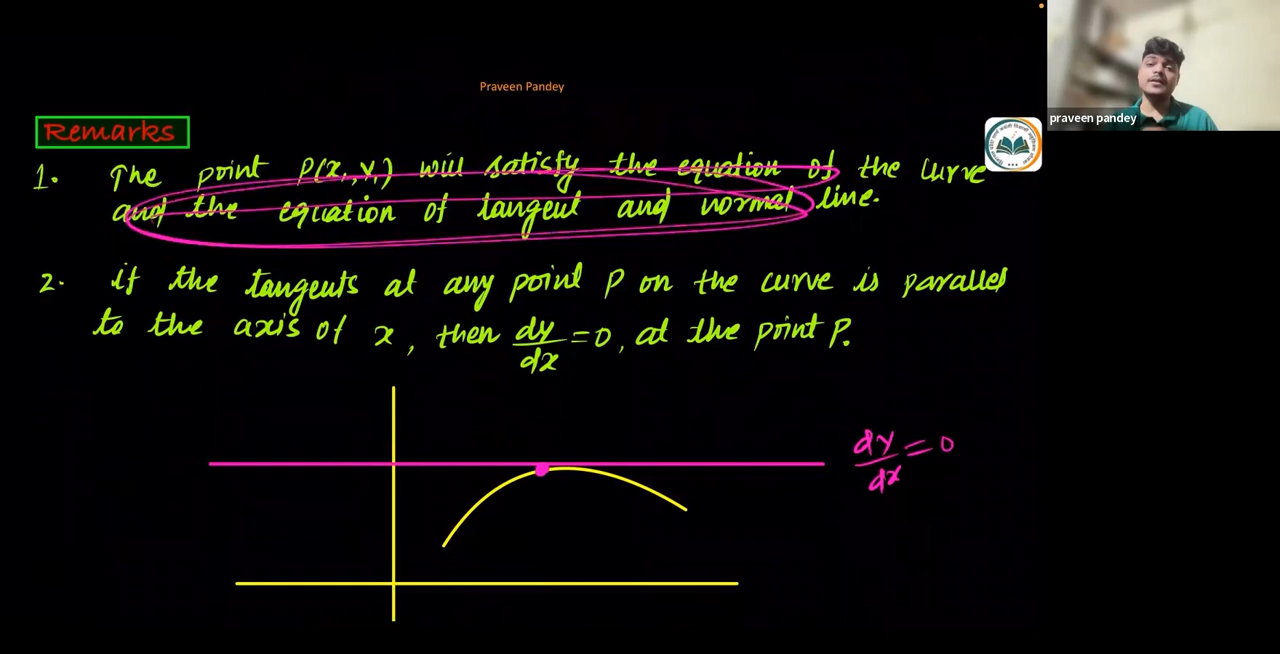 Praveen Pandey
praveen pandey
Remarks
1. The point P(x₁,y₁) will satisfy the equation of the curve
and the equation of tangent and normal line.
2. if the tangents at any point P on the curve is parallel
to the axis of x, then dy/dx = 0, at the point P.
dy/dx = 0